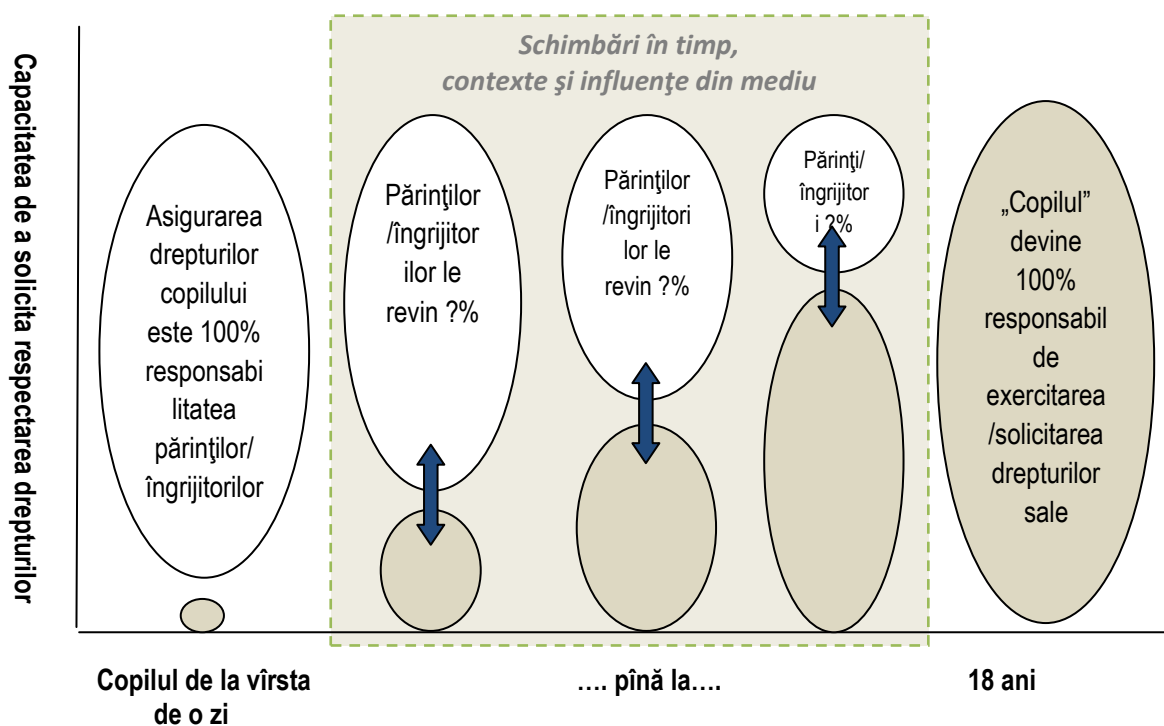 Capacitatea de a solicita respectarea drepturilor
Schimbări în timp,
contexte şi influenţe din mediu
Asigurarea
drepturilor
copilului
este 100%
responsabi
litatea
părinţilor/
îngrijitorilor
Părinţilor
/îngrijitor
ilor le
revin ?%
Părinţilor
/îngrijitori
lor le
revin ?%
Părinţi/
îngrijitor
i ?%
„Copilul”
devine
100%
responsabil
de
exercitarea
/solicitarea
drepturilor
sale
Copilul de la vîrsta
de o zi
…. pînă la….
18 ani